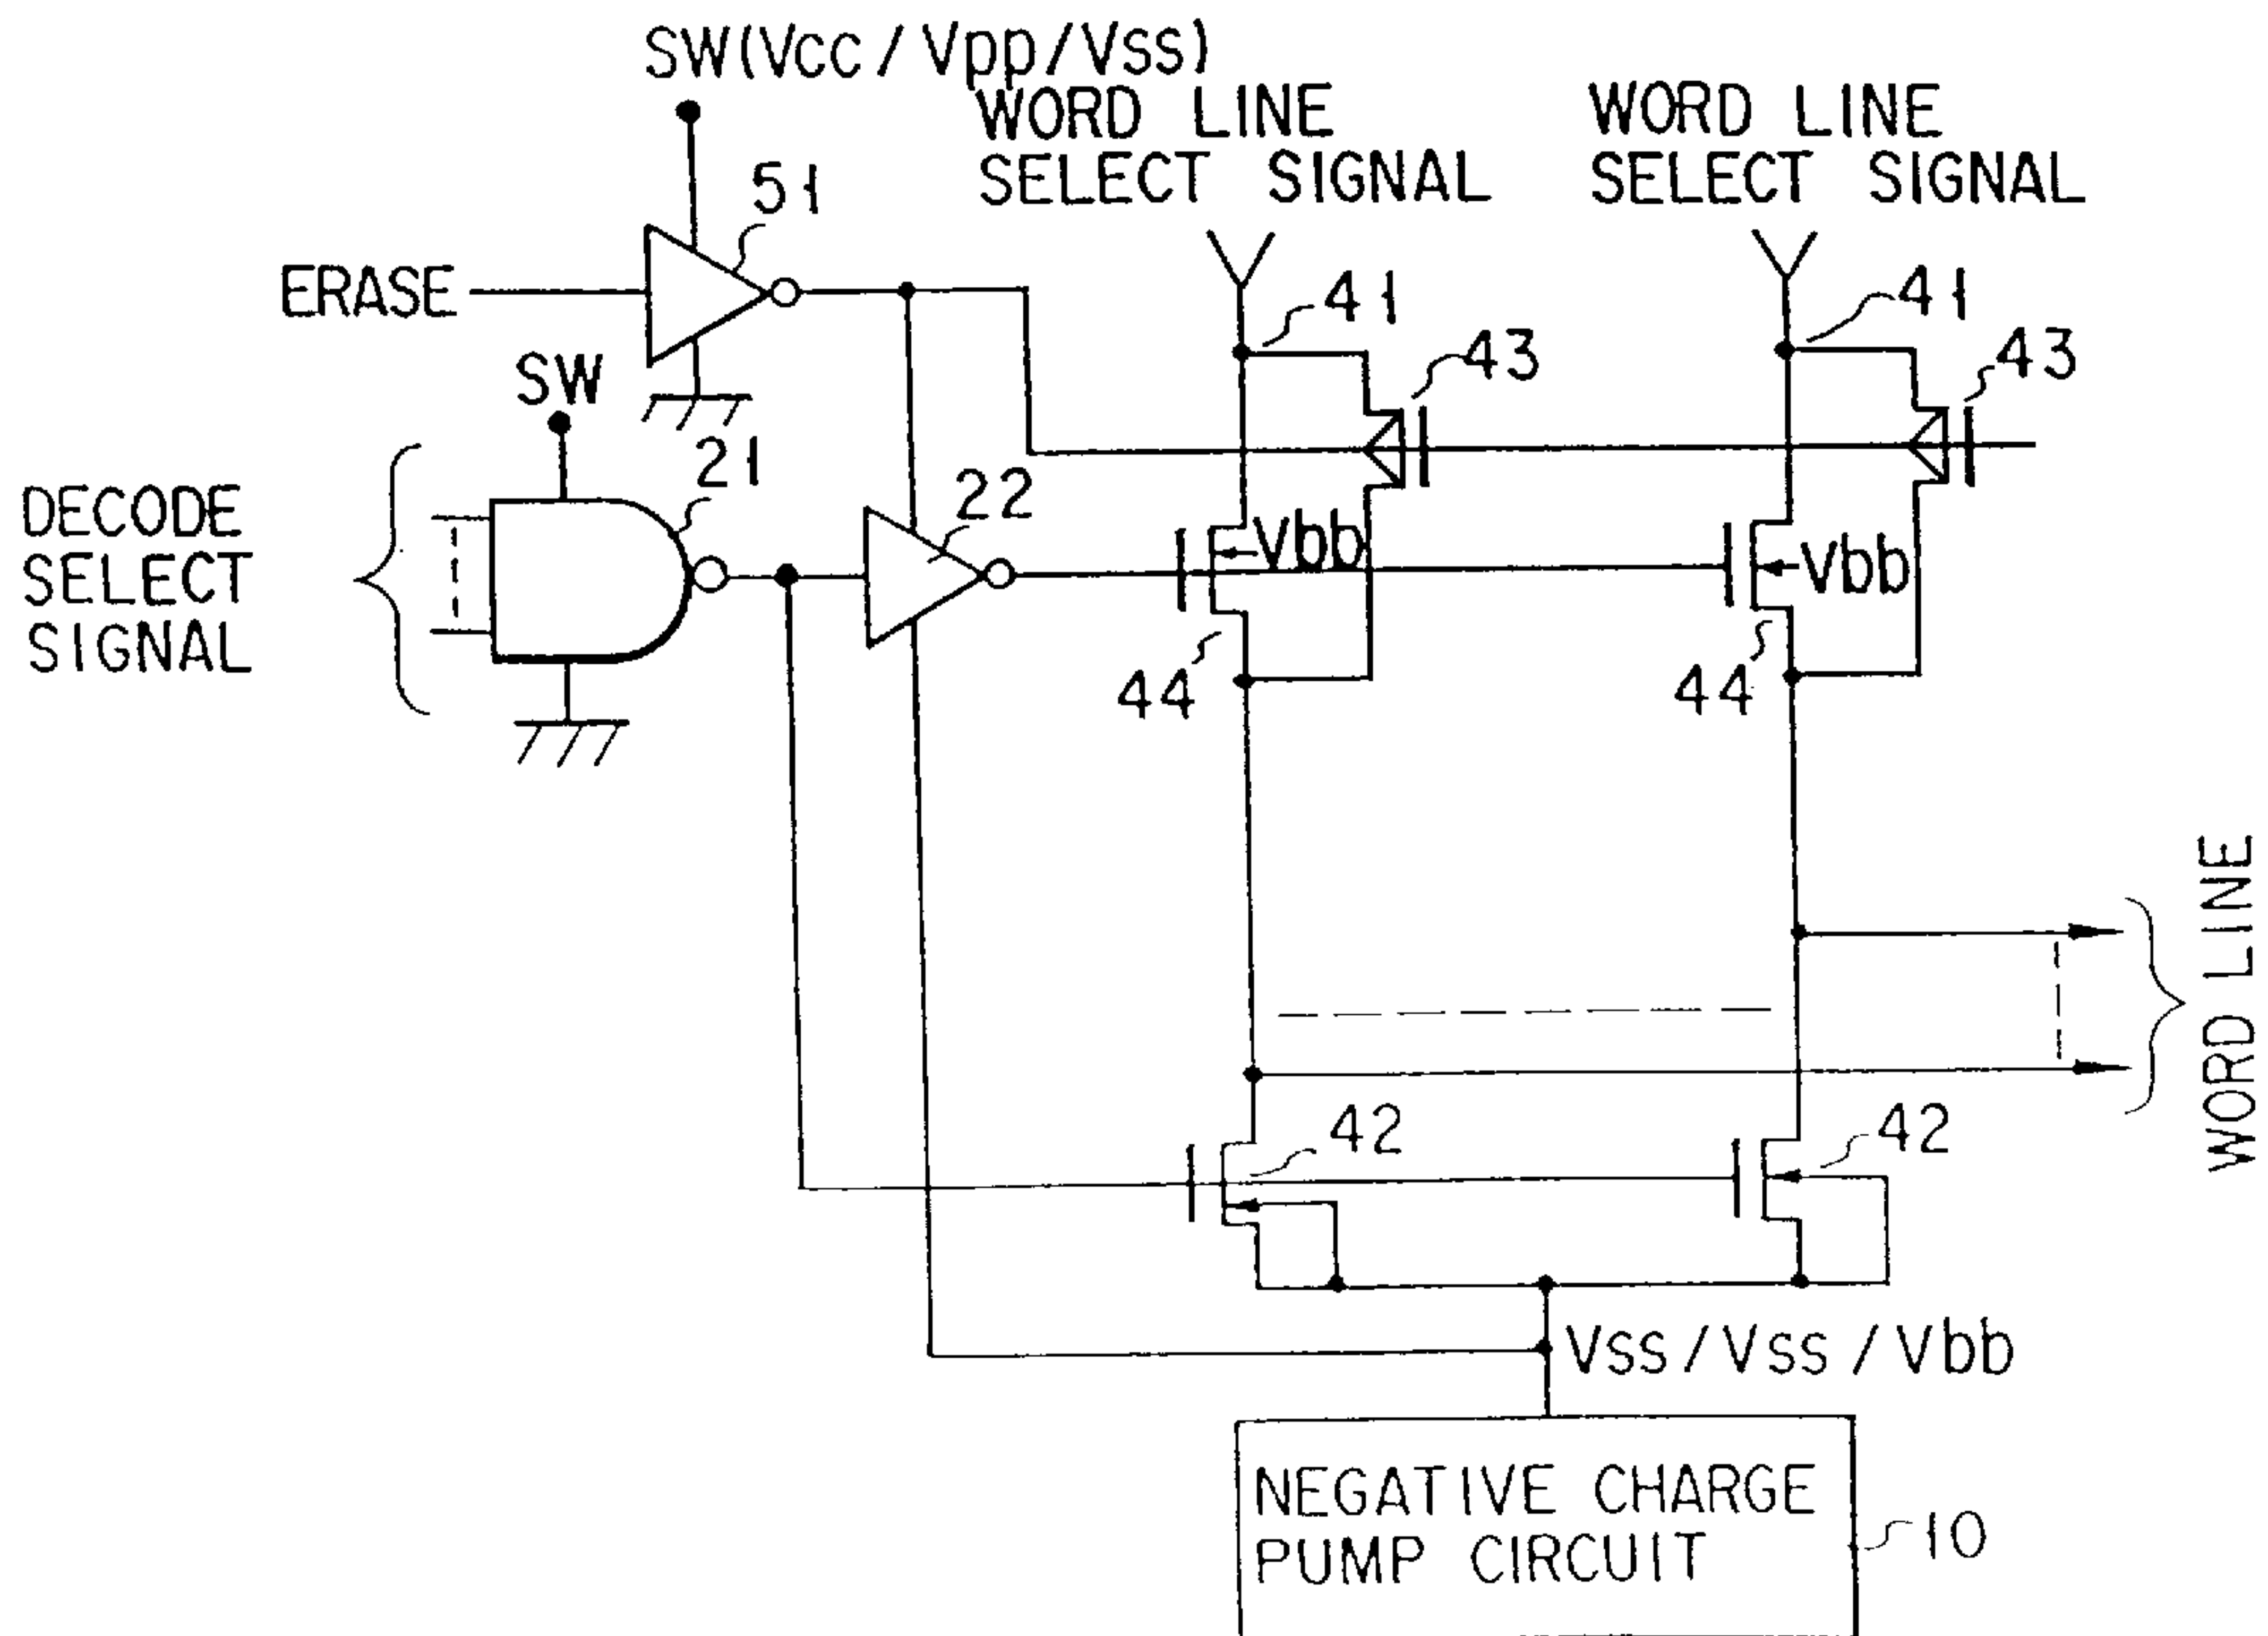 SW(Vcc/Vpp/Vss)
WORD LINE
SELECT SIGNAL
WORD LINE
SELECT SIGNAL
51
ERASE
41
41
43
43
SW
21
22
DECODE
SELECT
SIGNAL
Vbb
Vbb
44
44
WORD LINE
42
42
Vss/Vss/Vbb
NEGATIVE CHARGE
PUMP CIRCUIT
10